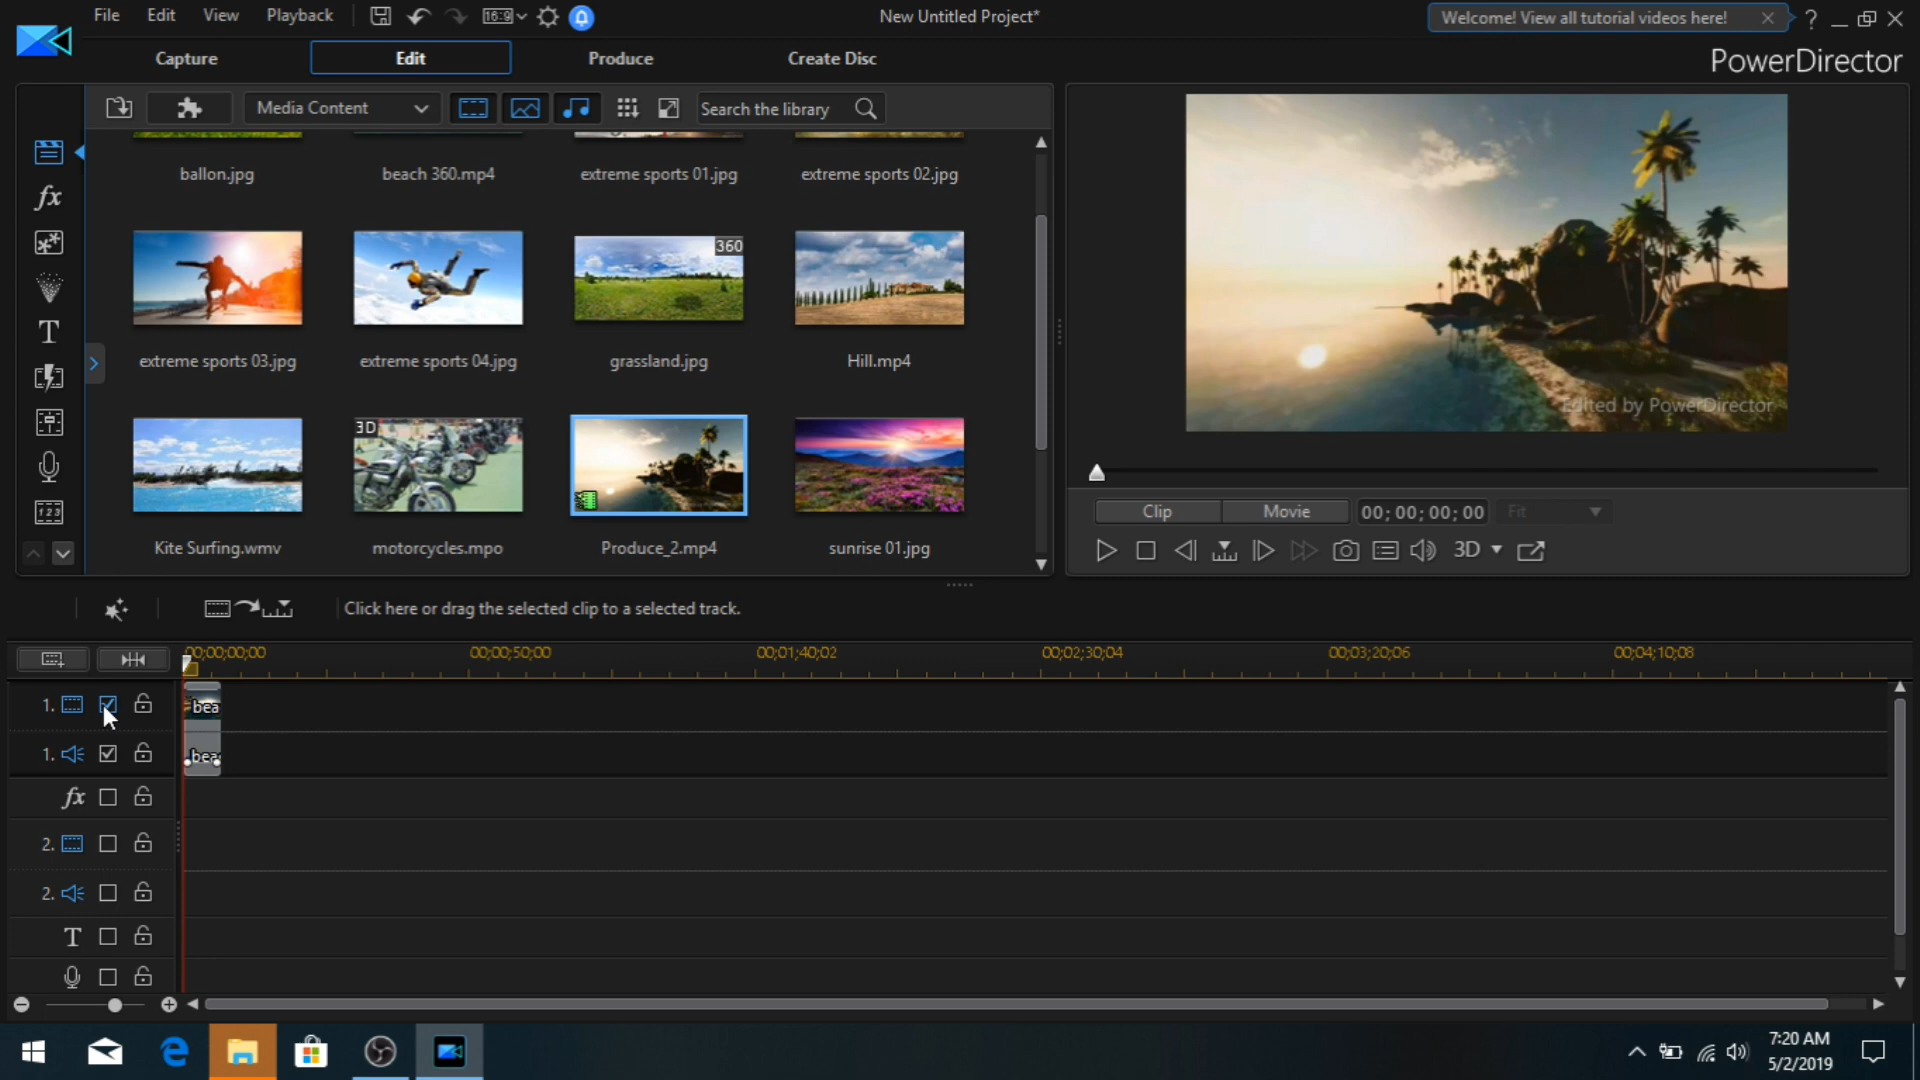 File Edit View Playback 16:9 New Untitled Project* Welcome! View all tutorial videos here! ?
Capture Edit Produce Create Disc PowerDirector
Media Content Search the library
ballon.jpg beach 360.mp4 extreme sports 01.jpg extreme sports 02.jpg
360
extreme sports 03.jpg extreme sports 04.jpg grassland.jpg Hill.mp4
3D
Kite Surfing.wmv motorcycles.mpo Produce_2.mp4 sunrise 01.jpg
fx
T
123
Edited by PowerDirector
Clip Movie 00; 00; 00; 00 Fit
3D
Click here or drag the selected clip to a selected track.
00;00;00;00 00;00;50;00 00;01;40;02 00;02;30;04 00;03;20;06 00;04;10;08
1. bea
1. bea
fx
2.
2.
T
7:20 AM
5/2/2019